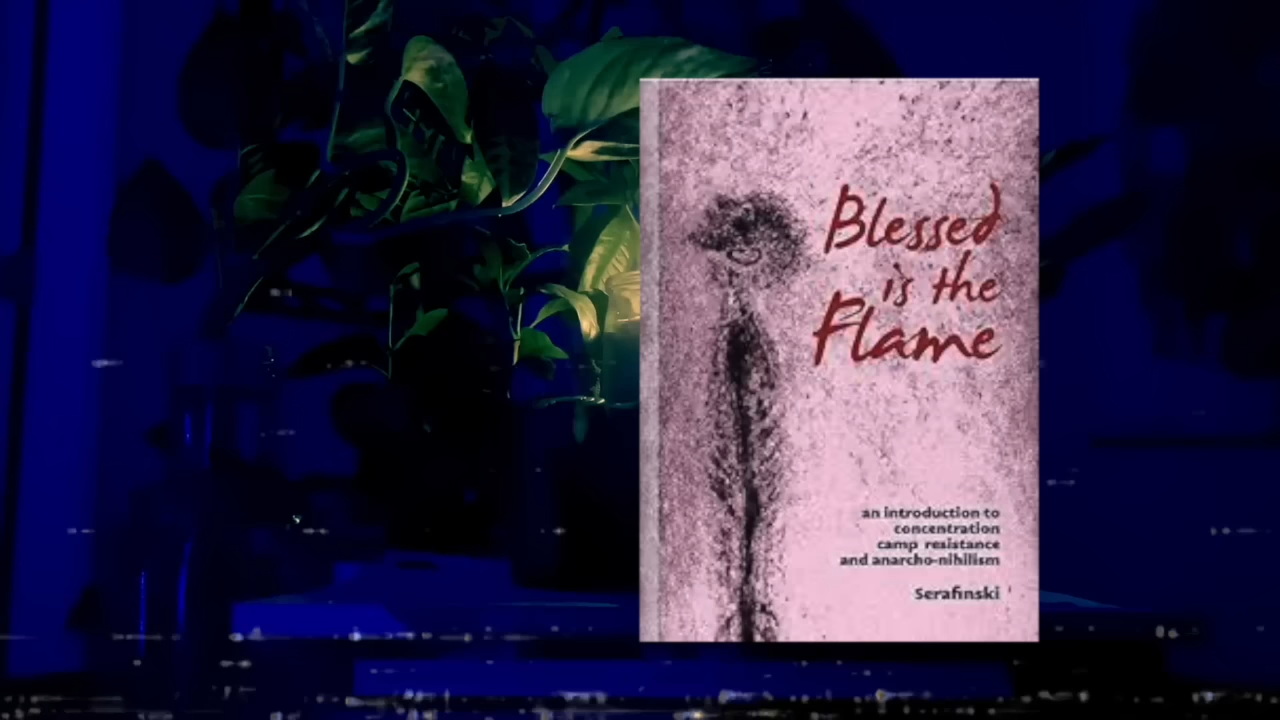 Blessed
is the
Flame
an introduction to
concentration
camp resistance
and anarcho-nihilism
Serafinski